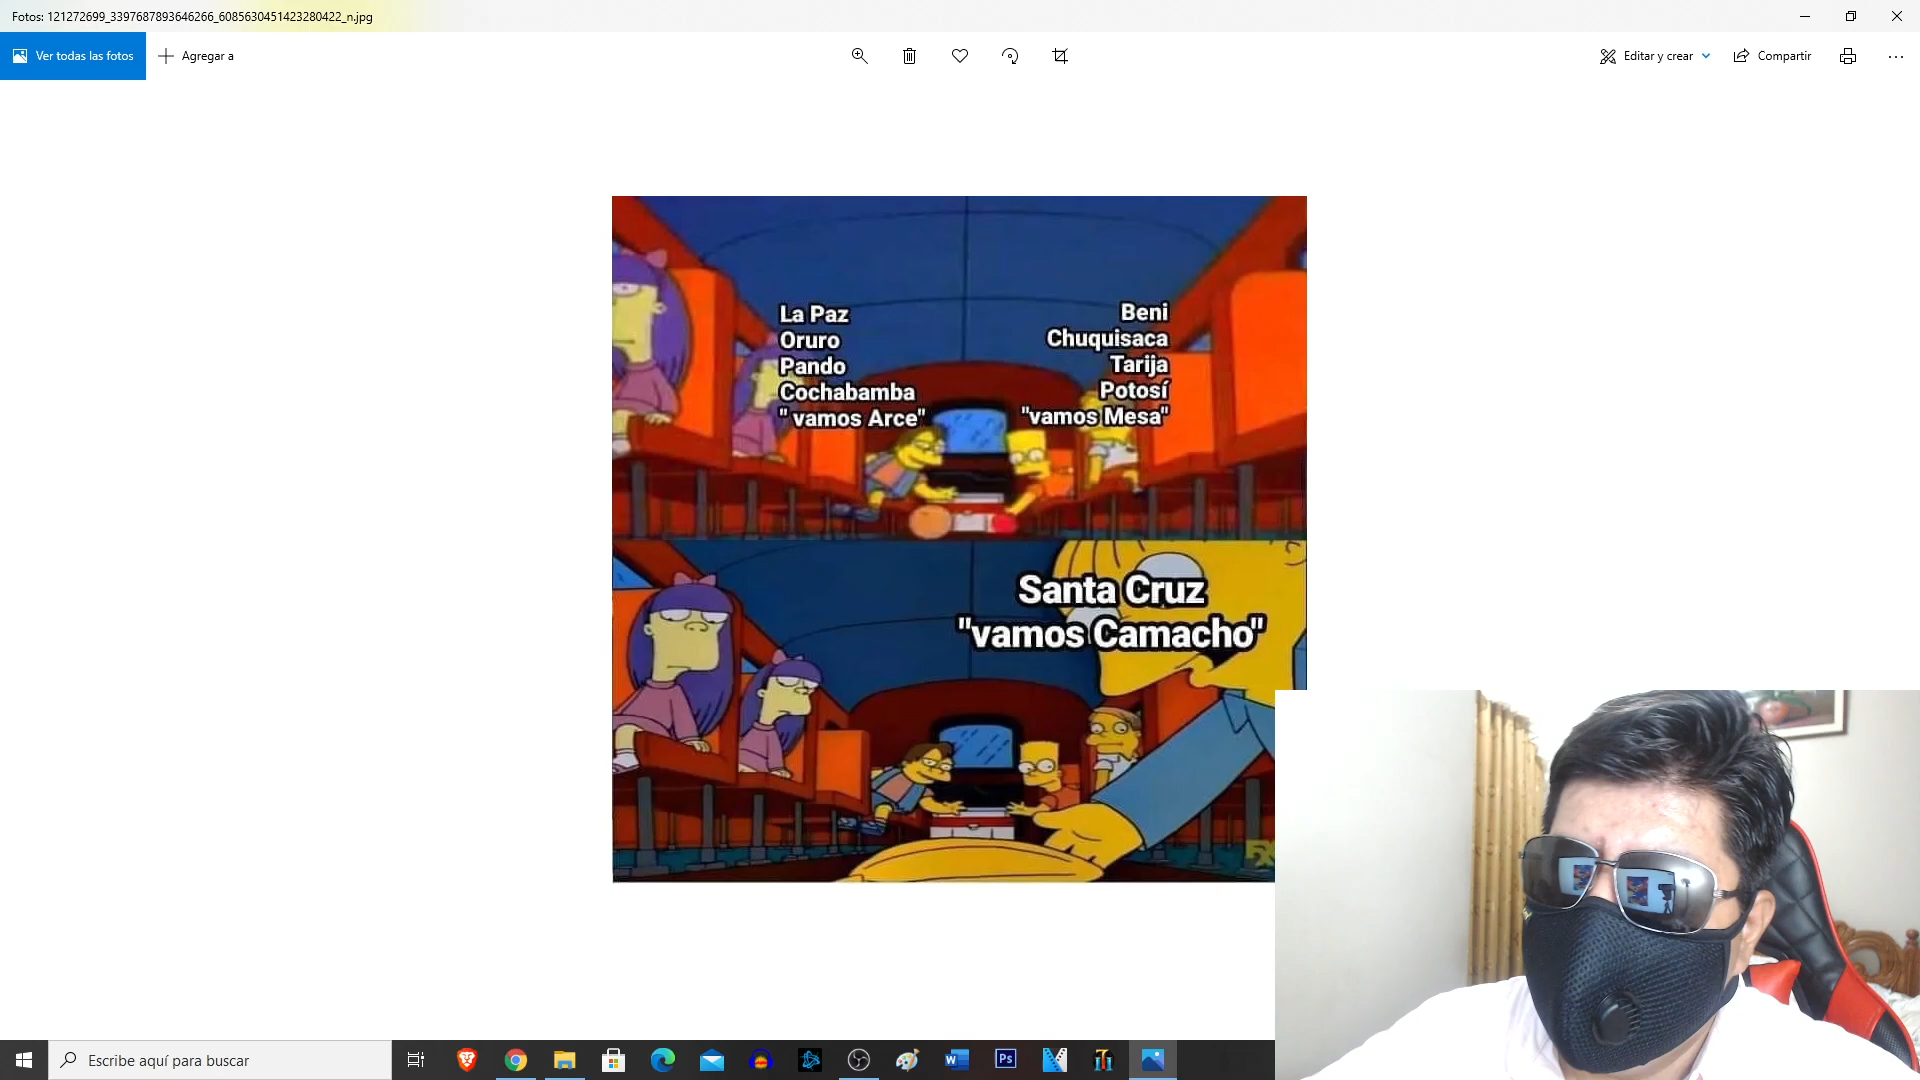 Fotos: 121272699_3397687893646266_6085630451423280422_n.jpg
Ver todas las fotos
Agregar a
Editar y crear
Compartir
La Paz
Oruro
Pando
Cochabamba
" vamos Arce"
Beni
Chuquisaca
Tarija
Potosí
"vamos Mesa"
Santa Cruz
"vamos Camacho"
Escribe aquí para buscar
Ps